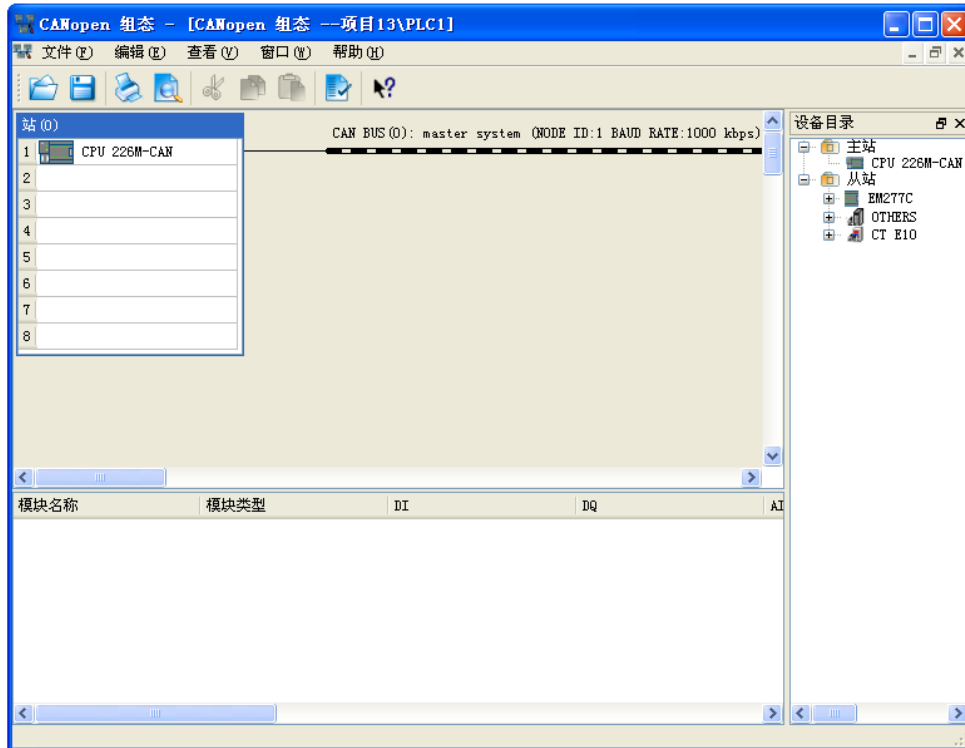 CANopen 组态 - [CANopen 组态 --项目13\PLC1]
文件(F) 编辑(E) 查看(V) 窗口(W) 帮助(H)
站(0)
1 CPU 226M-CAN
2
3
4
5
6
7
8
CAN BUS(0): master system (NODE ID:1 BAUD RATE:1000 kbps)
设备目录
主站
CPU 226M-CAN
从站
EM277C
OTHERS
CT E10
模块名称 模块类型 DI DQ AI